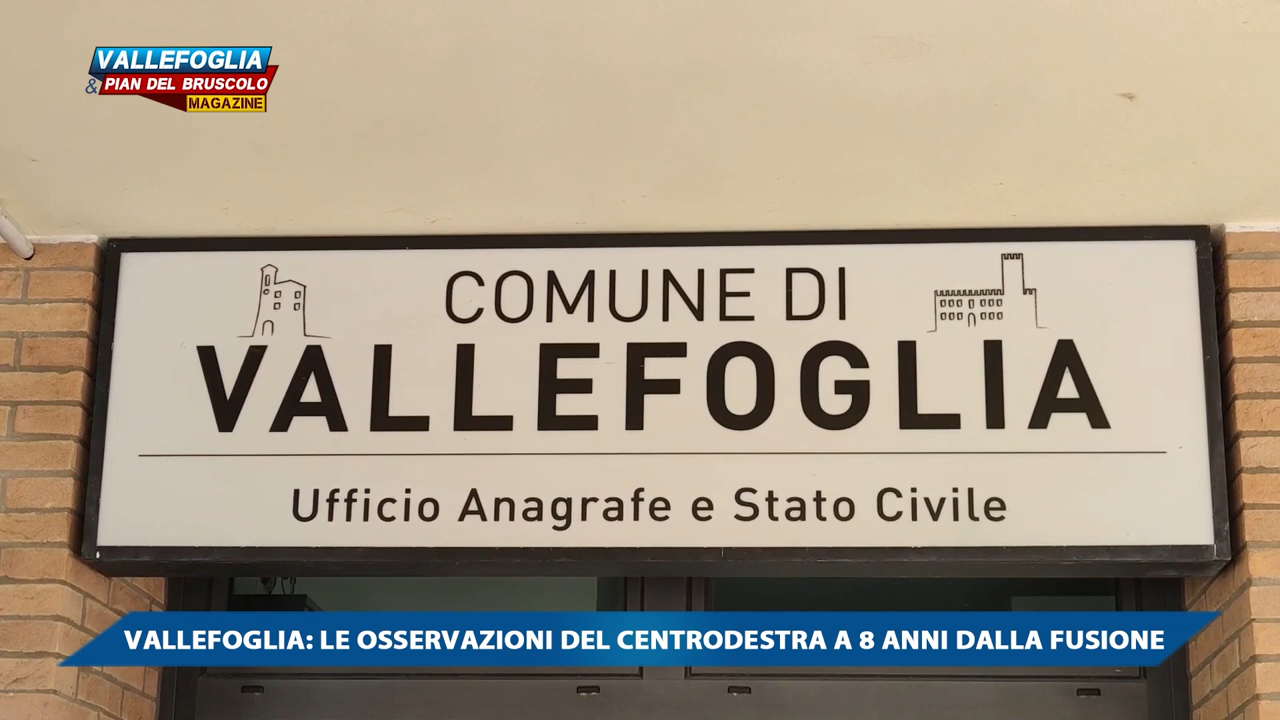 VALLEFOGLIA
& PIAN DEL BRUSCOLO
MAGAZINE
COMUNE DI
VALLEFOGLIA
Ufficio Anagrafe e Stato Civile
VALLEFOGLIA: LE OSSERVAZIONI DEL CENTRODESTRA A 8 ANNI DALLA FUSIONE